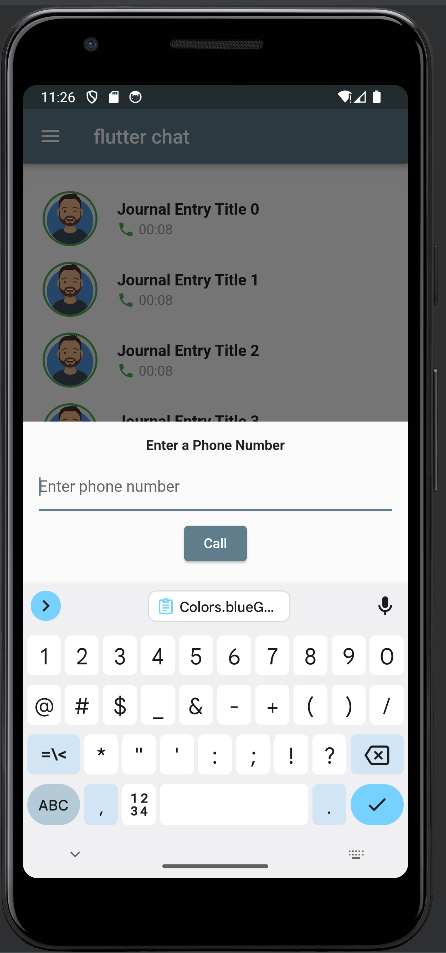 11:26
flutter chat
Journal Entry Title 0
00:08
Journal Entry Title 1
00:08
Journal Entry Title 2
00:08
Journal Entry Title 3
Enter a Phone Number
Enter phone number
Call
Colors.blueG...
1 2 3 4 5 6 7 8 9 0
@ # $ _ & - + ( ) /
=\< * " ' : ; ! ?
ABC , 12 34 .